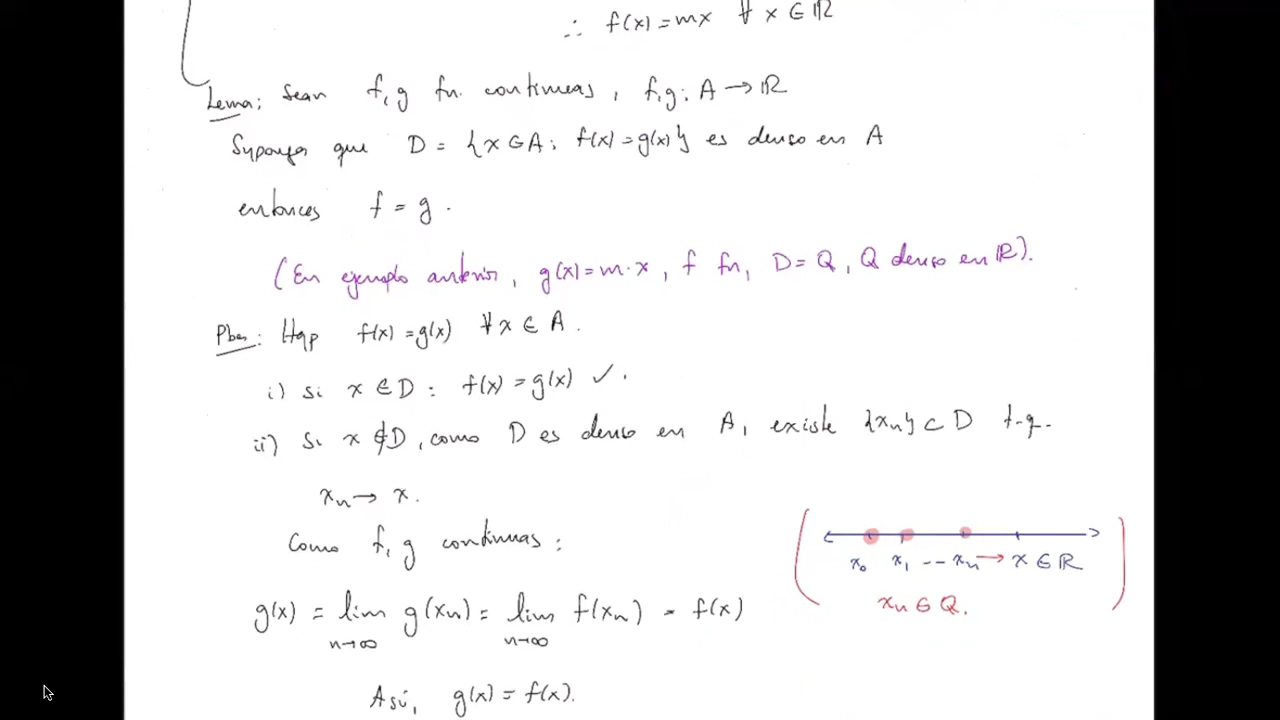 ∴ f(x) = mx ∀ x ∈ ℝ
Lema: Sean f, g fn. continuas, f, g: A → ℝ
Suponga que D = {x ∈ A: f(x) = g(x)} es denso en A
entonces f = g.
(En ejemplo anterior, g(x) = m·x, f fn, D = Q, Q denso en ℝ).
Pba: Hqp f(x) = g(x) ∀ x ∈ A.
i) Si x ∈ D: f(x) = g(x) ✓.
ii) Si x ∉ D, como D es denso en A, existe {xₙ} ⊂ D t.q.
xₙ → x.
Como f, g continuas:
x₀ x₁ -- xₙ → x ∈ ℝ
xₙ ∈ Q.
g(x) = lim g(xₙ) = lim f(xₙ) = f(x)
n→∞ n→∞
Así, g(x) = f(x).